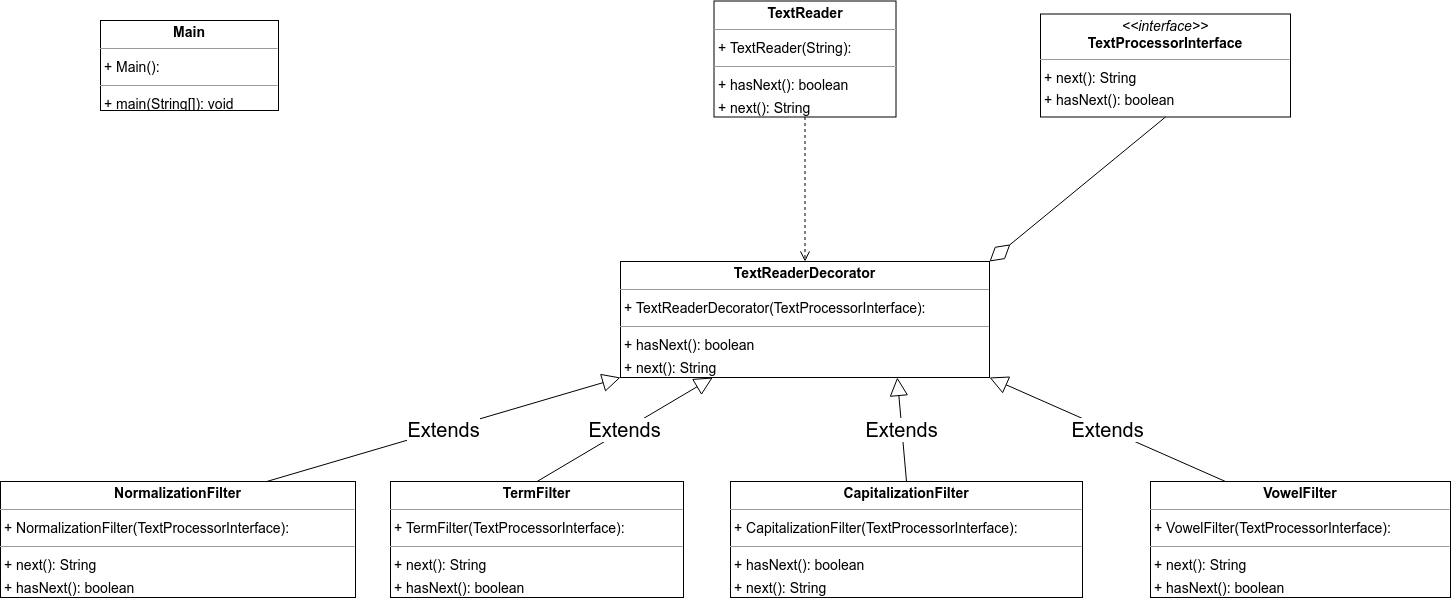 Main
+ Main():
+ main(String[]): void
TextReader
+ TextReader(String):
+ hasNext(): boolean
+ next(): String
<<interface>>
TextProcessorInterface
+ next(): String
+ hasNext(): boolean
TextReaderDecorator
+ TextReaderDecorator(TextProcessorInterface):
+ hasNext(): boolean
+ next(): String
Extends
Extends
Extends
Extends
NormalizationFilter
+ NormalizationFilter(TextProcessorInterface):
+ next(): String
+ hasNext(): boolean
TermFilter
+ TermFilter(TextProcessorInterface):
+ next(): String
+ hasNext(): boolean
CapitalizationFilter
+ CapitalizationFilter(TextProcessorInterface):
+ hasNext(): boolean
+ next(): String
VowelFilter
+ VowelFilter(TextProcessorInterface):
+ next(): String
+ hasNext(): boolean